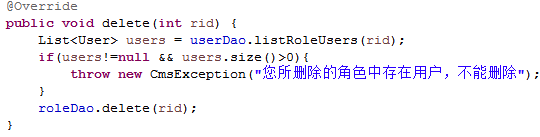 @Override
public void delete(int rid) {
    List<User> users = userDao.listRoleUsers(rid);
    if(users!=null && users.size()>0){
        throw new CmsException("您所删除的角色中存在用户，不能删除");
    }
    roleDao.delete(rid);
}